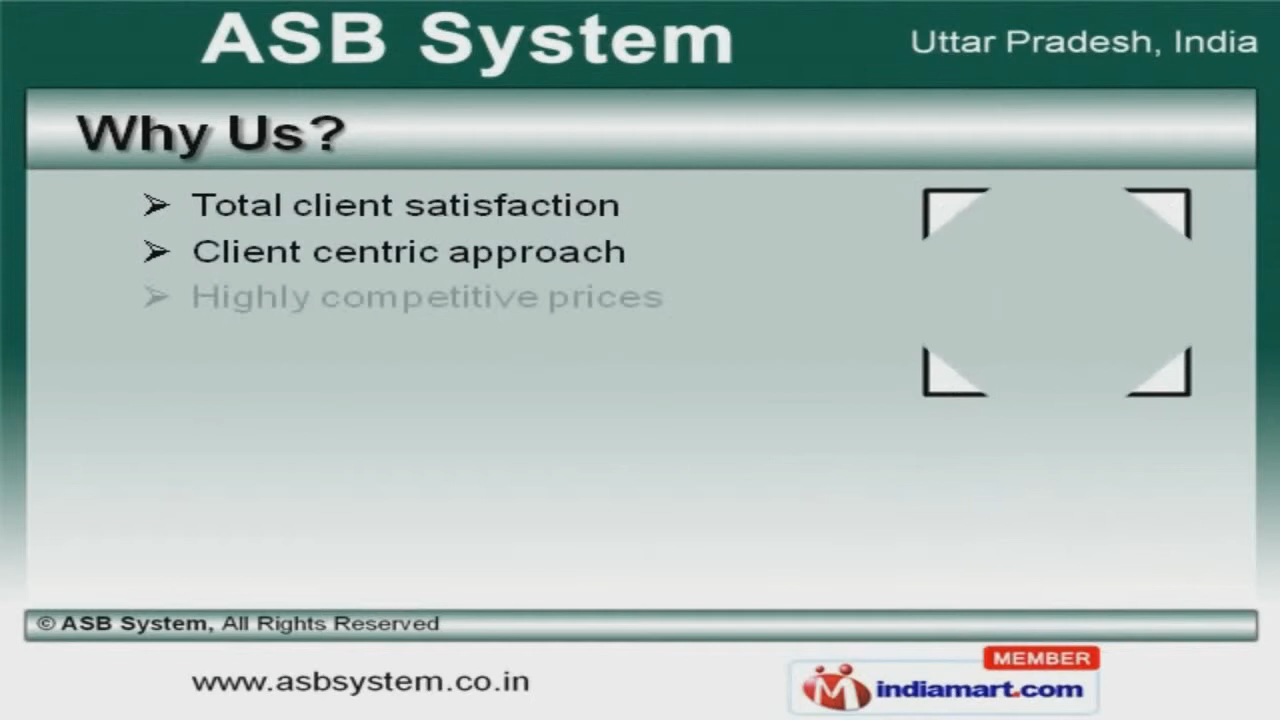 ASB System
Uttar Pradesh, India
Why Us?
➢ Total client satisfaction
➢ Client centric approach
➢ Highly competitive prices
© ASB System, All Rights Reserved
www.asbsystem.co.in
MEMBER
indiamart.com